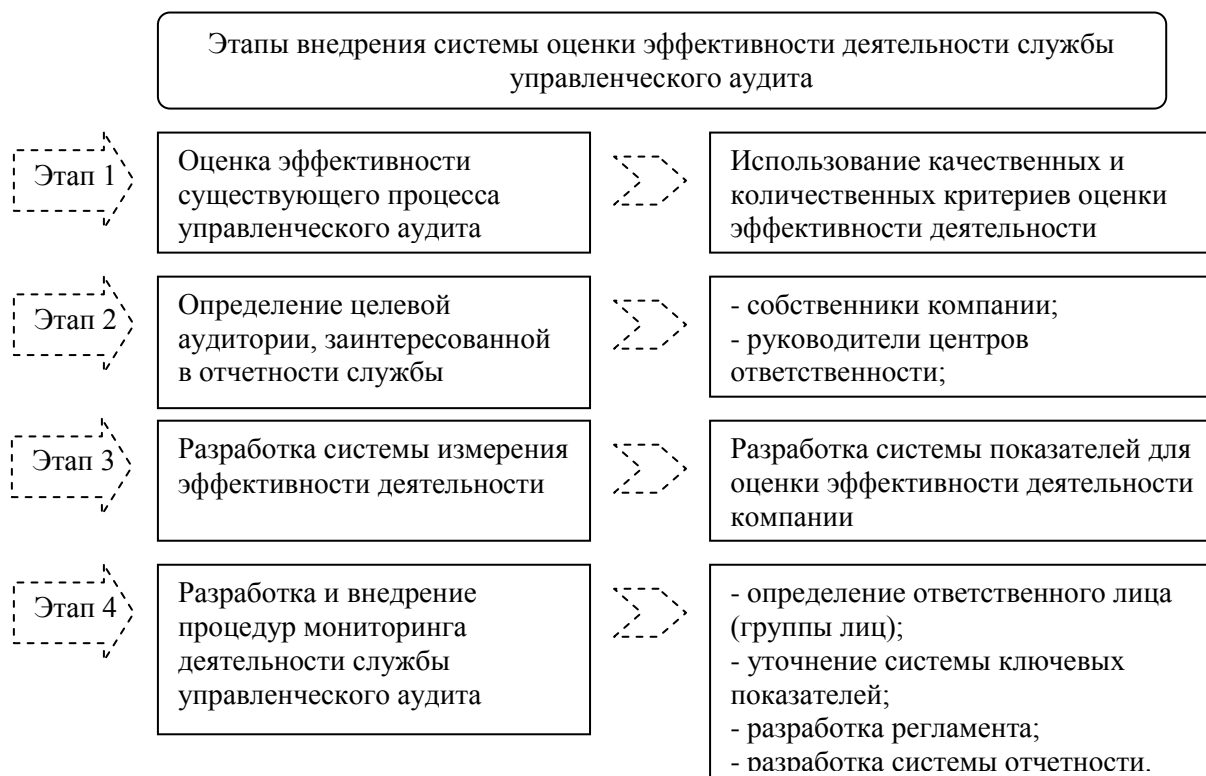 Этапы внедрения системы оценки эффективности деятельности службы
управленческого аудита
Этап 1
Оценка эффективности
существующего процесса
управленческого аудита
Использование качественных и
количественных критериев оценки
эффективности деятельности
Этап 2
Определение целевой
аудитории, заинтересованной
в отчетности службы
- собственники компании;
- руководители центров
ответственности;
Этап 3
Разработка системы измерения
эффективности деятельности
Разработка системы показателей для
оценки эффективности деятельности
компании
Этап 4
Разработка и внедрение
процедур мониторинга
деятельности службы
управленческого аудита
- определение ответственного лица
(группы лиц);
- уточнение системы ключевых
показателей;
- разработка регламента;
- разработка системы отчетности.